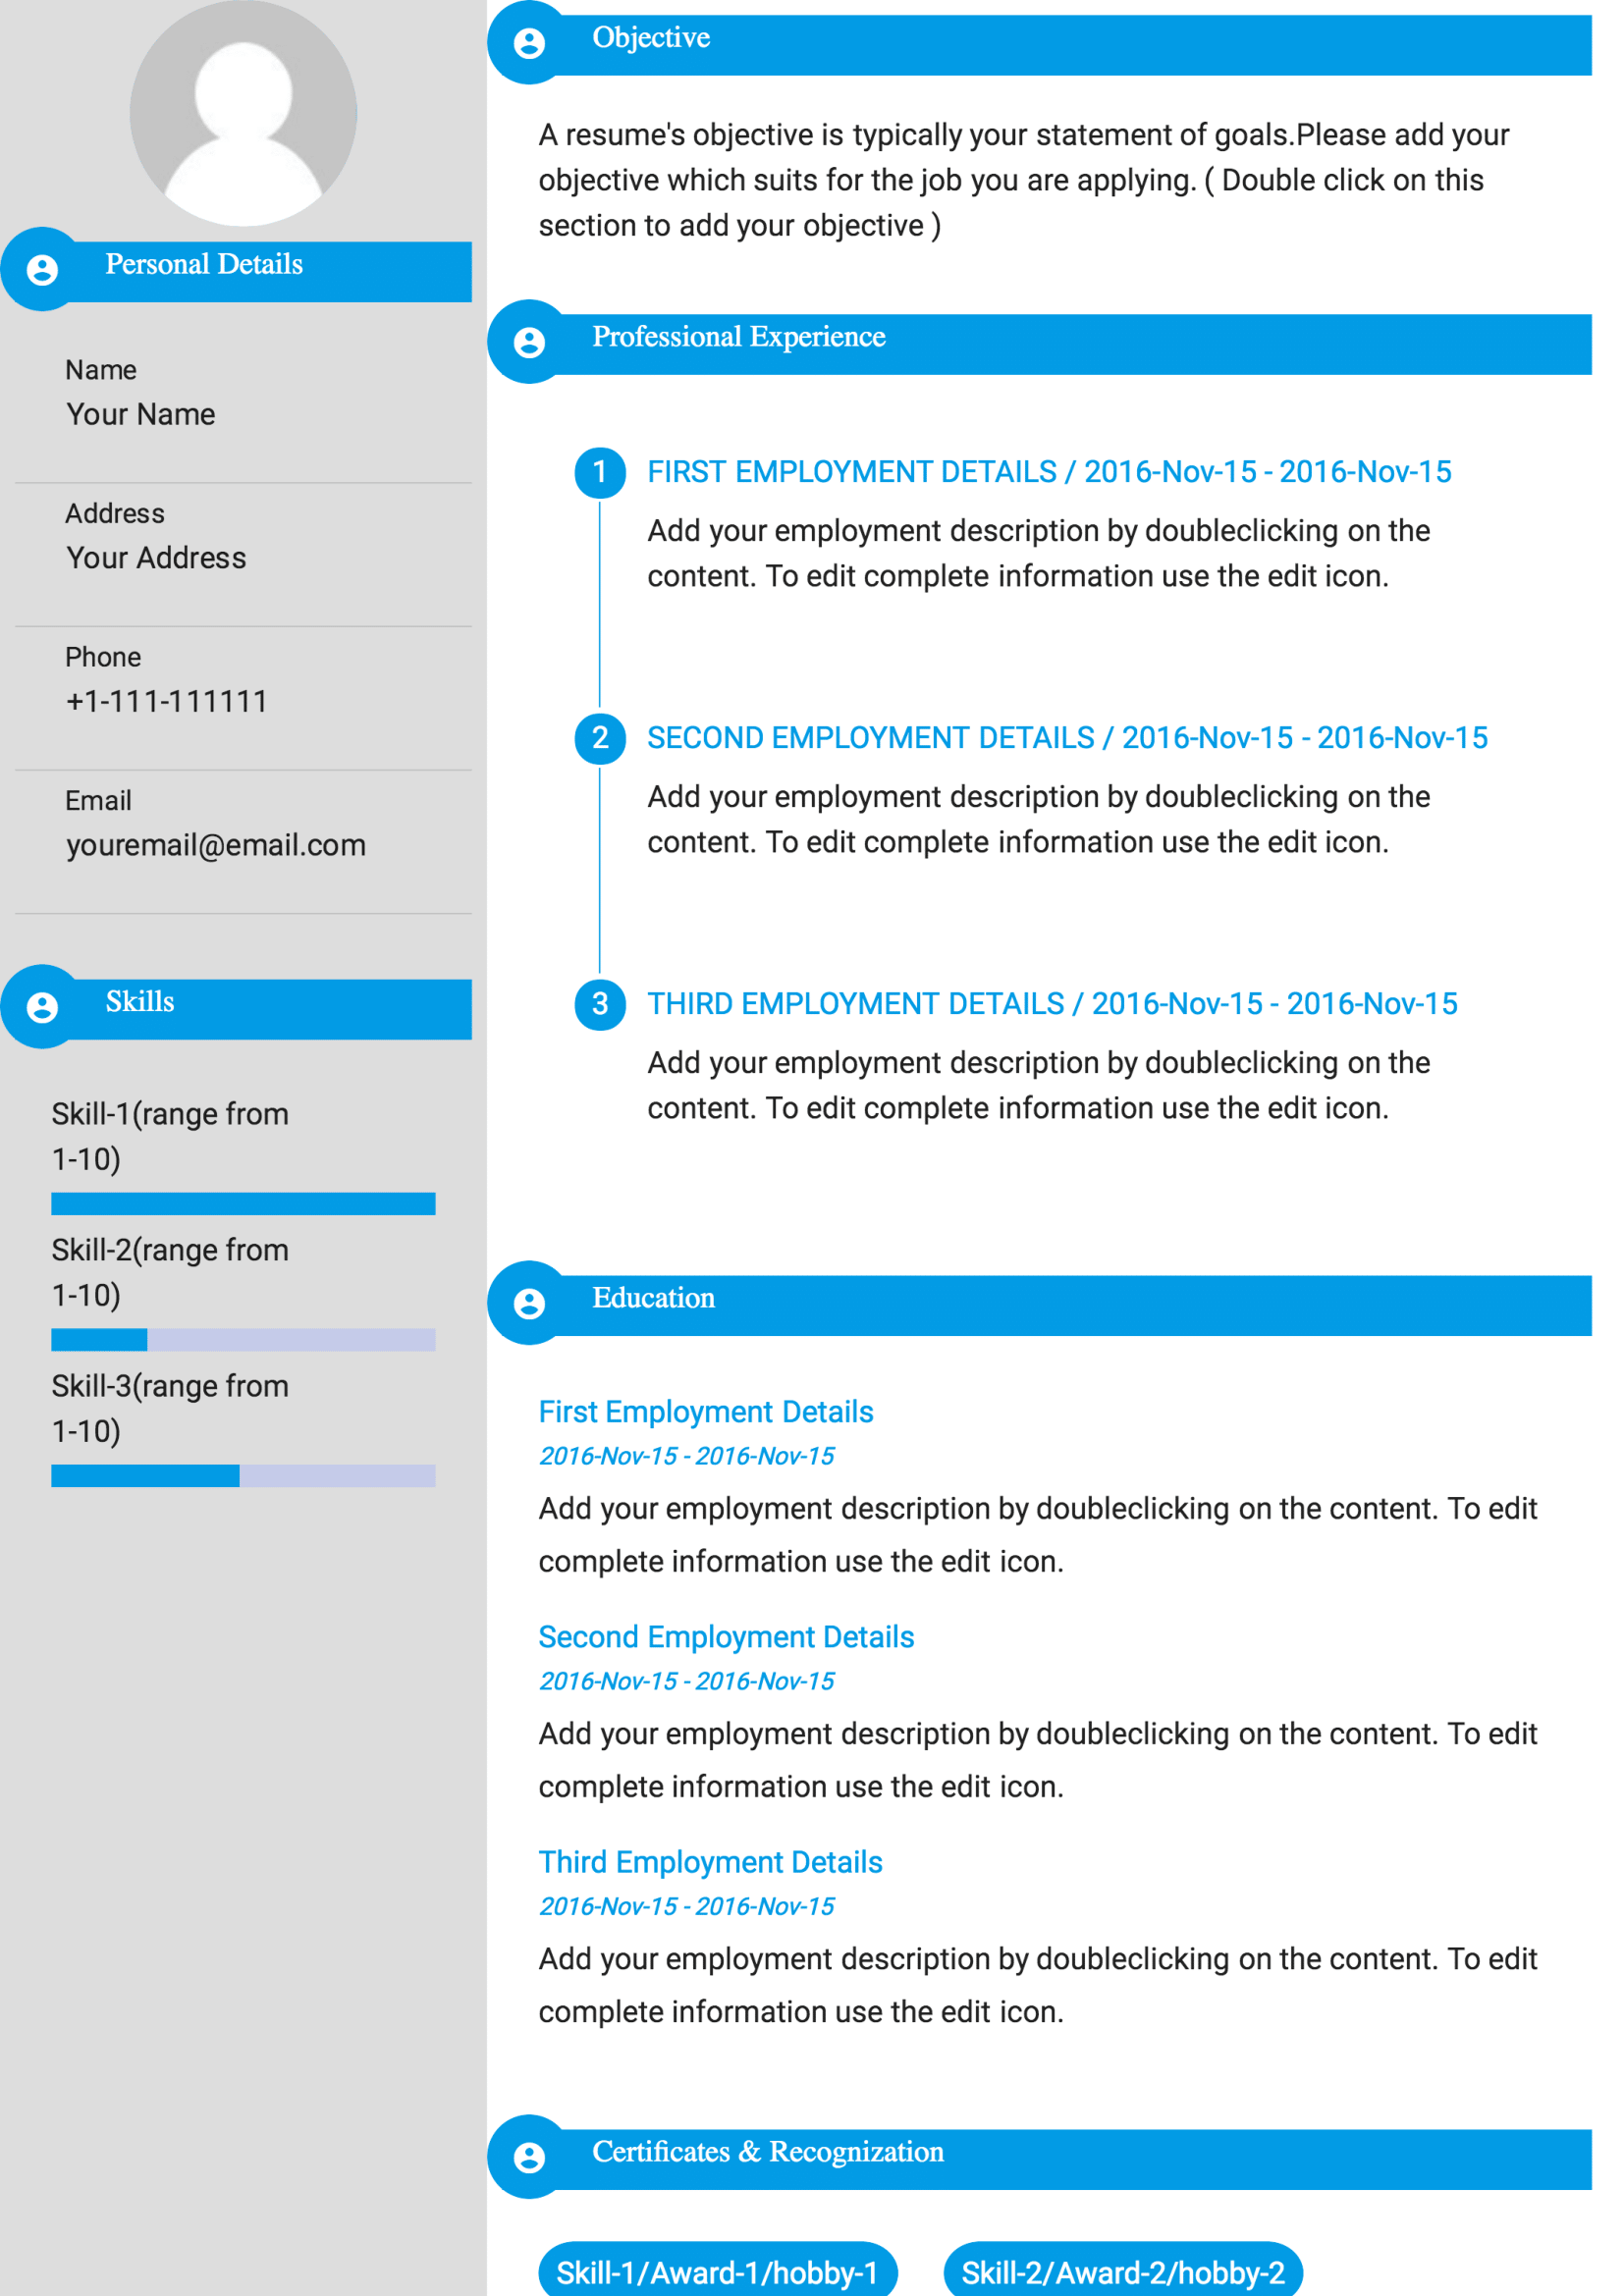 Personal Details
Name
Your Name
Address
Your Address
Phone
+1-111-111111
Email
youremail@email.com
Skills
Skill-1(range from
1-10)
Skill-2(range from
1-10)
Skill-3(range from
1-10)
Objective
A resume's objective is typically your statement of goals.Please add your
objective which suits for the job you are applying. ( Double click on this
section to add your objective )
Professional Experience
1 FIRST EMPLOYMENT DETAILS / 2016-Nov-15 - 2016-Nov-15
Add your employment description by doubleclicking on the
content. To edit complete information use the edit icon.
2 SECOND EMPLOYMENT DETAILS / 2016-Nov-15 - 2016-Nov-15
Add your employment description by doubleclicking on the
content. To edit complete information use the edit icon.
3 THIRD EMPLOYMENT DETAILS / 2016-Nov-15 - 2016-Nov-15
Add your employment description by doubleclicking on the
content. To edit complete information use the edit icon.
Education
First Employment Details
2016-Nov-15 - 2016-Nov-15
Add your employment description by doubleclicking on the content. To edit
complete information use the edit icon.
Second Employment Details
2016-Nov-15 - 2016-Nov-15
Add your employment description by doubleclicking on the content. To edit
complete information use the edit icon.
Third Employment Details
2016-Nov-15 - 2016-Nov-15
Add your employment description by doubleclicking on the content. To edit
complete information use the edit icon.
Certificates & Recognization
Skill-1/Award-1/hobby-1 Skill-2/Award-2/hobby-2